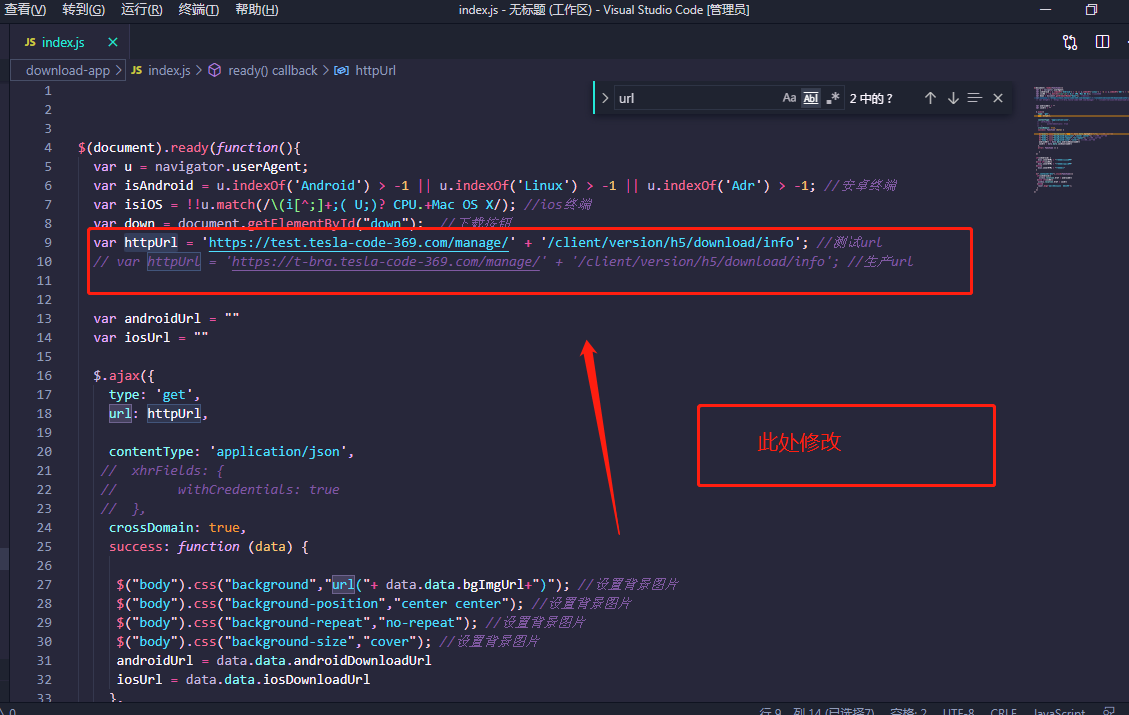 查看(V) 转到(G) 运行(R) 终端(T) 帮助(H) index.js - 无标题 (工作区) - Visual Studio Code [管理员]
JS index.js
download-app > JS index.js > ready() callback > httpUrl
url Aa Abl .* 2 中的 ?
1
2
3
4 $(document).ready(function(){
5 var u = navigator.userAgent;
6 var isAndroid = u.indexOf('Android') > -1 || u.indexOf('Linux') > -1 || u.indexOf('Adr') > -1; //安卓终端
7 var isiOS = !!u.match(/\(i[^;]+;( U;)? CPU.+Mac OS X/); //ios终端
8 var down = document.getElementById("down"); //下载按钮
9 var httpUrl = 'https://test.tesla-code-369.com/manage/' + '/client/version/h5/download/info'; //测试url
10 // var httpUrl = 'https://t-bra.tesla-code-369.com/manage/' + '/client/version/h5/download/info'; //生产url
11
12
13 var androidUrl = ""
14 var iosUrl = ""
15
16 $.ajax({
17 type: 'get',
18 url: httpUrl,
此处修改
19
20 contentType: 'application/json',
21 // xhrFields: {
22 // withCredentials: true
23 // },
24 crossDomain: true,
25 success: function (data) {
26
27 $("body").css("background","url("+ data.data.bgImgUrl+")"); //设置背景图片
28 $("body").css("background-position","center center"); //设置背景图片
29 $("body").css("background-repeat","no-repeat"); //设置背景图片
30 $("body").css("background-size","cover"); //设置背景图片
31 androidUrl = data.data.androidDownloadUrl
32 iosUrl = data.data.iosDownloadUrl
33 },
0 行 9，列 14 (已选择7) 空格: 2 UTF-8 CRLF JavaScript